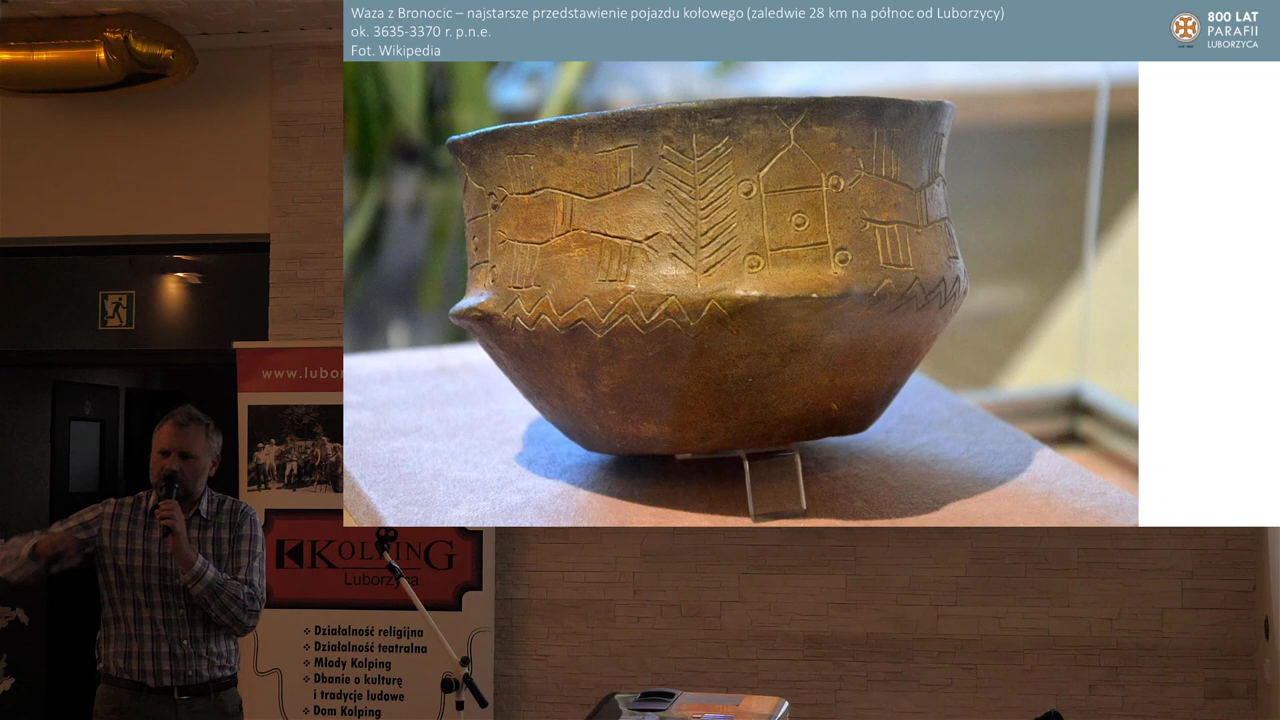 Waza z Bronocic – najstarsze przedstawienie pojazdu kołowego (zaledwie 28 km na północ od Luborzycy)
ok. 3635-3370 r. p.n.e.
Fot. Wikipedia
800 LAT
PARAFII
LUBORZYCA
www.lubor
KOLPING
Luborzyca
Działalność religijna
Działalność teatralna
Młody Kolping
Dbanie o kulturę
i tradycje ludowe
Dom Kolping